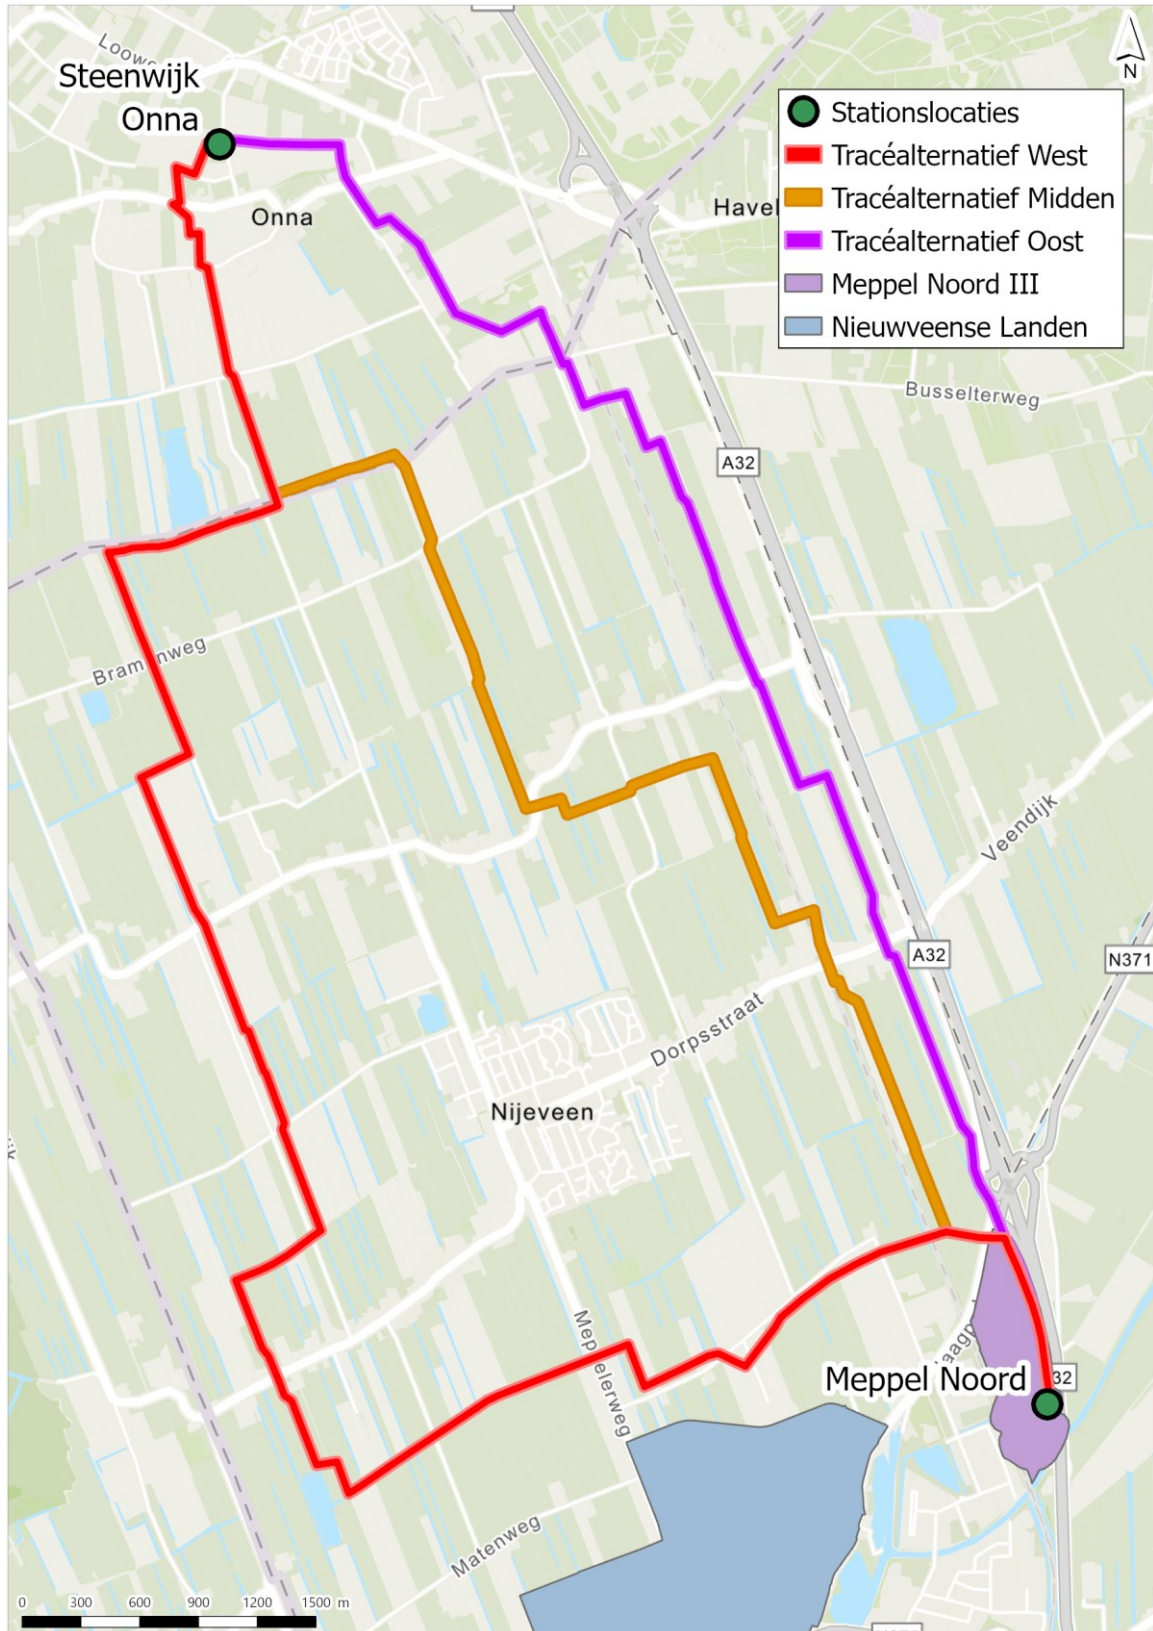 Loowe
Steenwijk
Onna
N
Stationslocaties
Tracéalternatief West
Tracéalternatief Midden
Tracéalternatief Oost
Meppel Noord III
Nieuwveense Landen
Onna
Havel
Busselterweg
A32
Veendijk
A32
N371
Dorpsstraat
Nijeveen
Meppel Noord
32
Matenweg
0 300 600 900 1200 1500 m